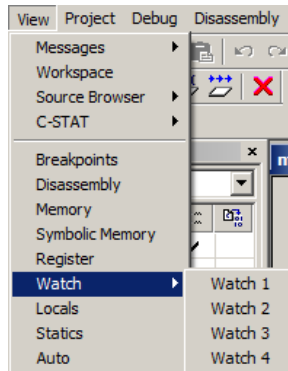 View Project Debug Disassembly
Messages
Workspace
Source Browser
C-STAT
Breakpoints
Disassembly
Memory
Symbolic Memory
Register
Watch Watch 1
Locals Watch 2
Statics Watch 3
Auto Watch 4